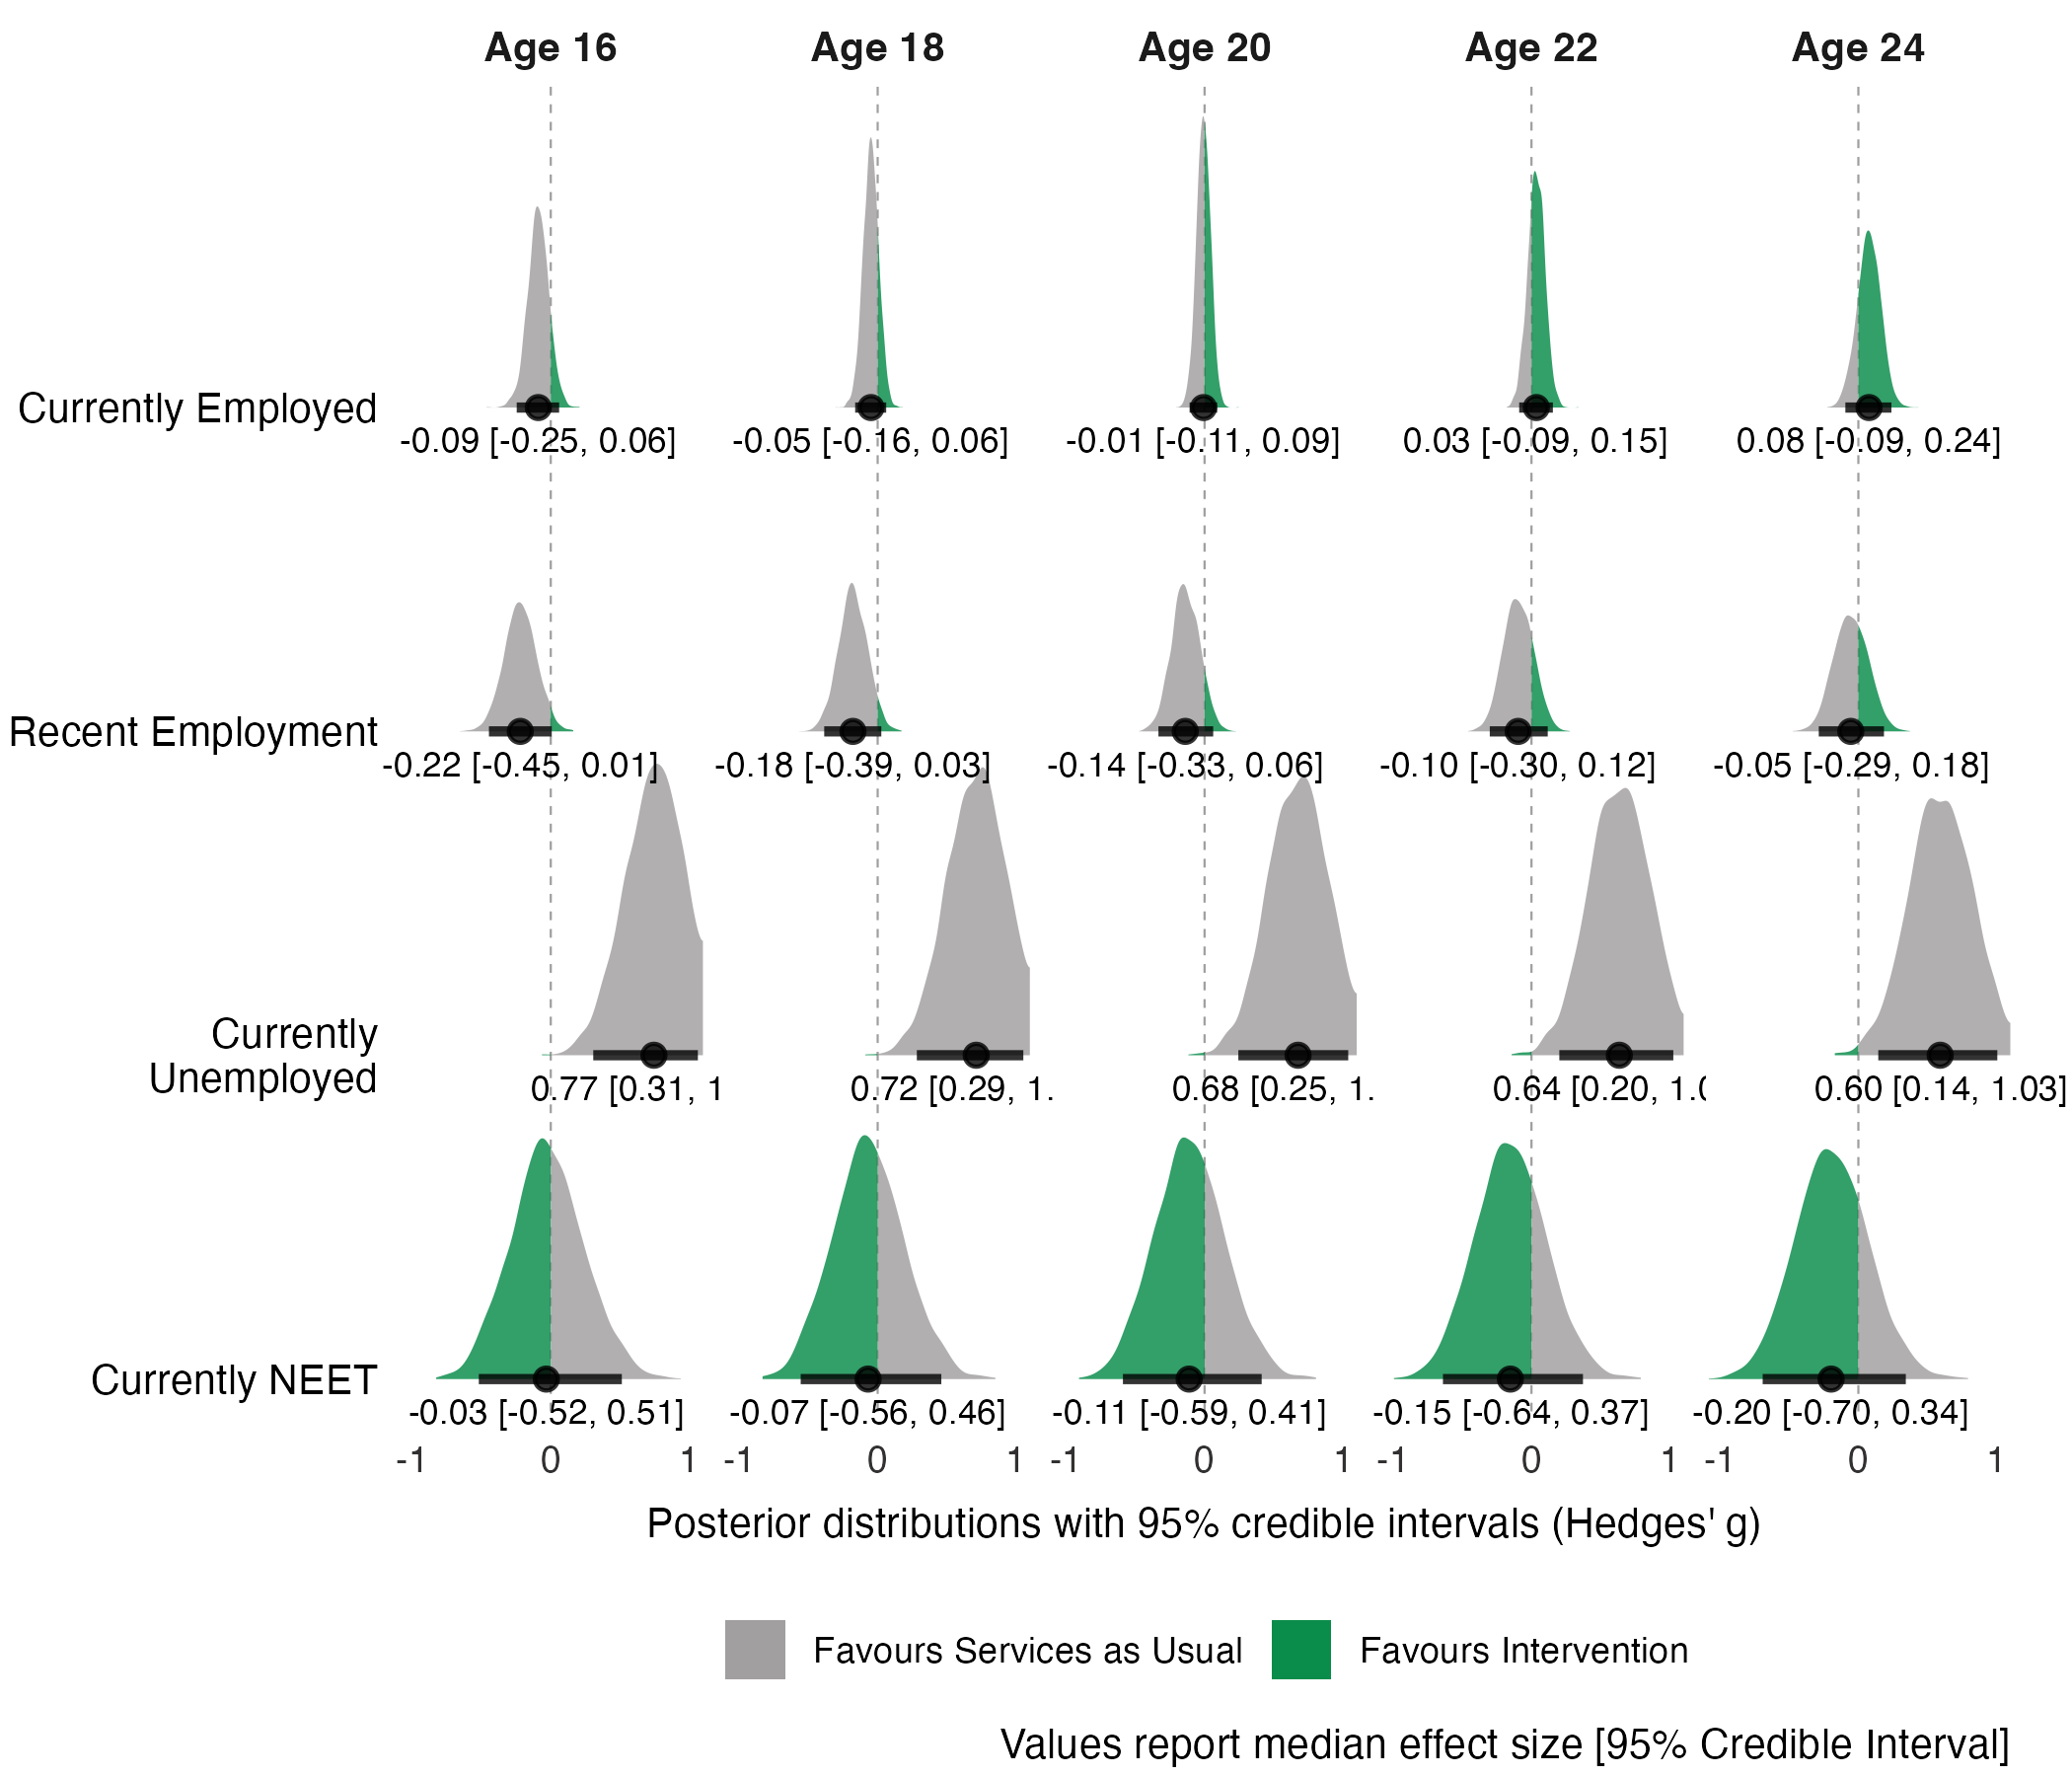 Age 16 Age 18 Age 20 Age 22 Age 24
Currently Employed
-0.09 [-0.25, 0.06] -0.05 [-0.16, 0.06] -0.01 [-0.11, 0.09] 0.03 [-0.09, 0.15] 0.08 [-0.09, 0.24]
Recent Employment
-0.22 [-0.45, 0.01] -0.18 [-0.39, 0.03] -0.14 [-0.33, 0.06] -0.10 [-0.30, 0.12] -0.05 [-0.29, 0.18]
Currently
Unemployed
0.77 [0.31, 1 0.72 [0.29, 1. 0.68 [0.25, 1. 0.64 [0.20, 1.0 0.60 [0.14, 1.03]
Currently NEET
-0.03 [-0.52, 0.51] -0.07 [-0.56, 0.46] -0.11 [-0.59, 0.41] -0.15 [-0.64, 0.37] -0.20 [-0.70, 0.34]
-1 0 1 -1 0 1 -1 0 1 -1 0 1 -1 0 1
Posterior distributions with 95% credible intervals (Hedges' g)
Favours Services as Usual Favours Intervention
Values report median effect size [95% Credible Interval]